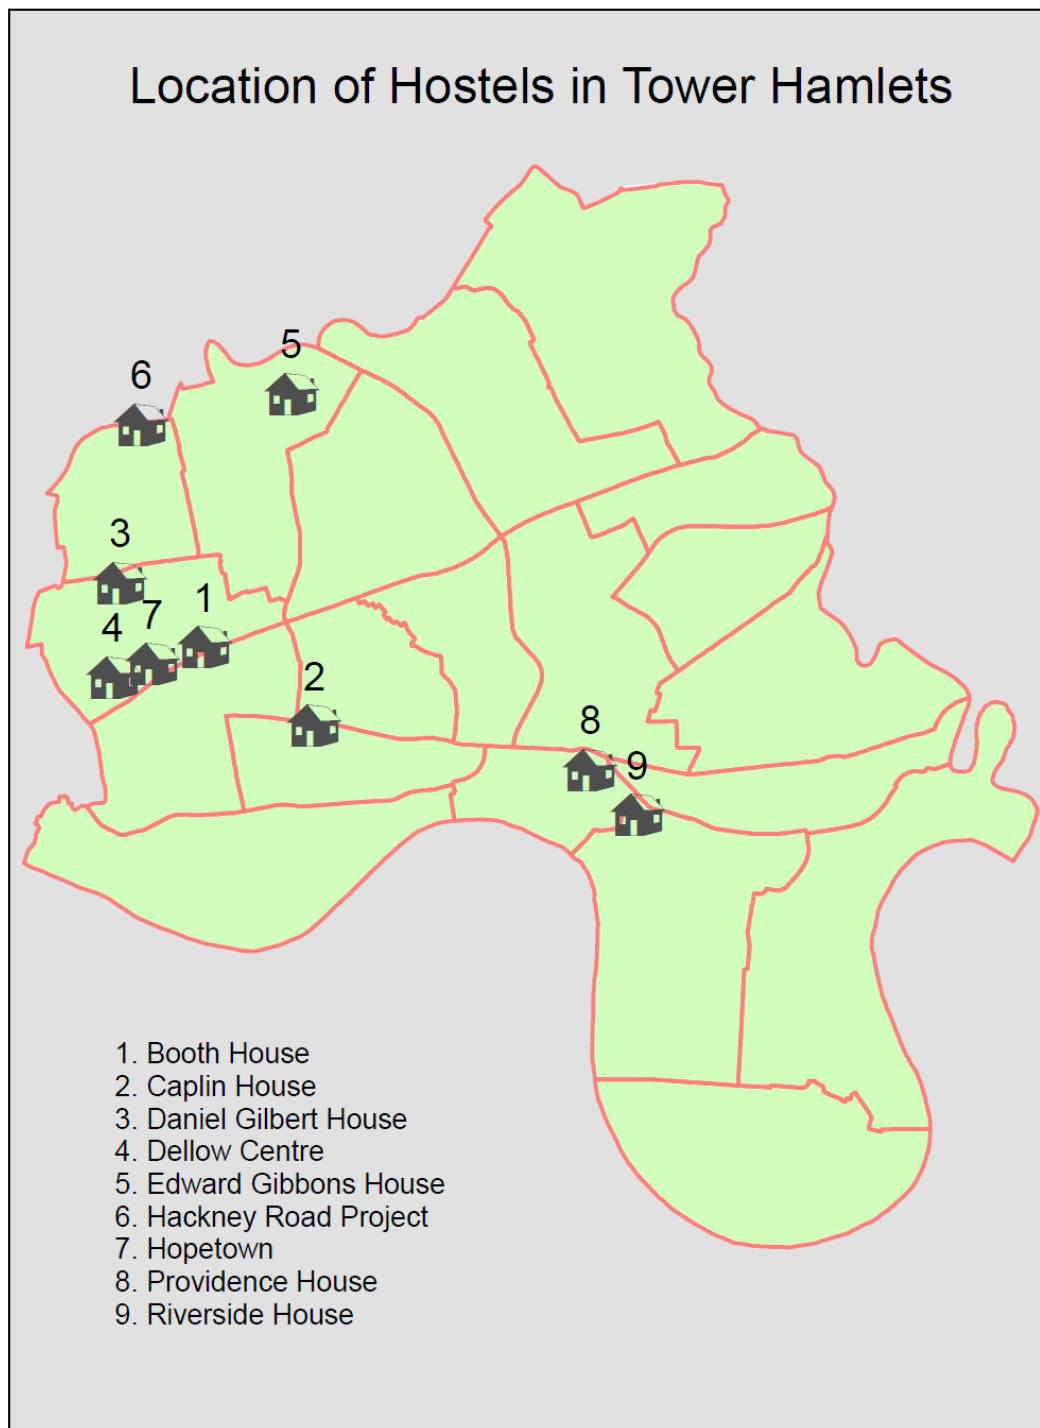 Location of Hostels in Tower Hamlets
5
6
3
1
7
4
2
8
9
1. Booth House
2. Caplin House
3. Daniel Gilbert House
4. Dellow Centre
5. Edward Gibbons House
6. Hackney Road Project
7. Hopetown
8. Providence House
9. Riverside House